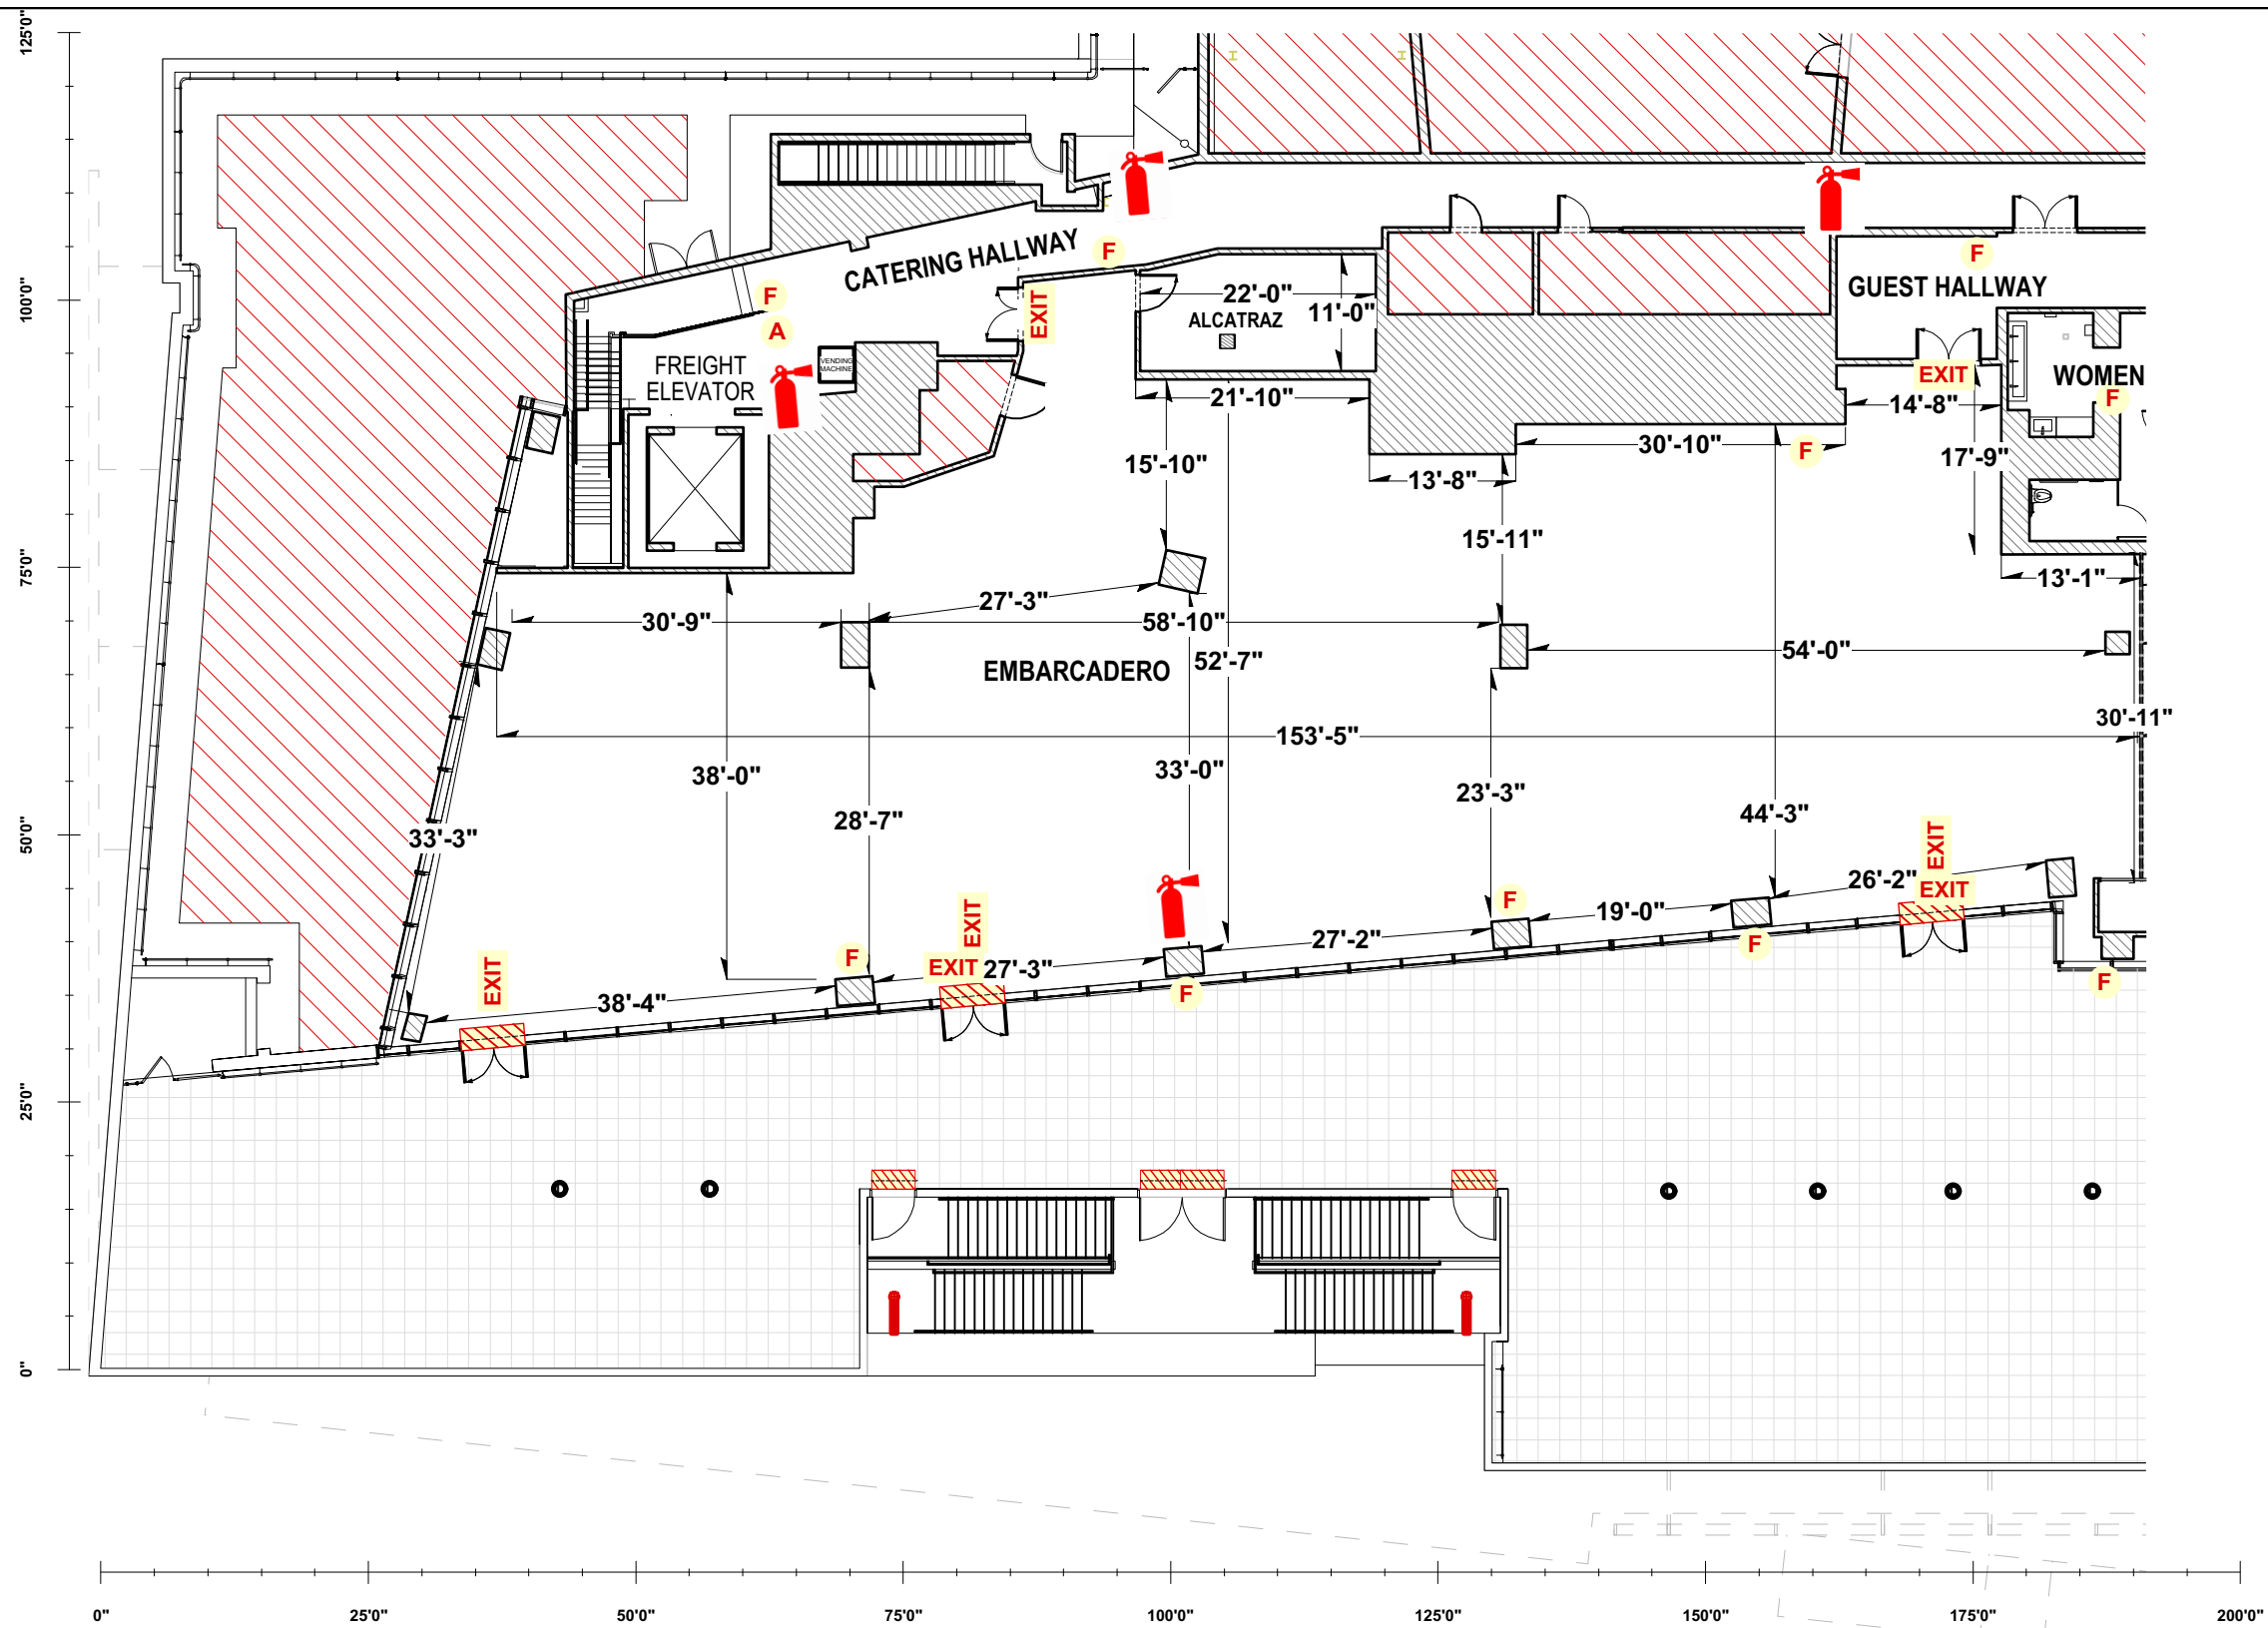 125'0"
100'0"
75'0"
50'0"
25'0"
0"
CATERING HALLWAY
F
F
A
FREIGHT
ELEVATOR
VENDING
MACHINE
EXIT
22'-0"
ALCATRAZ
11'-0"
21'-10"
GUEST HALLWAY
F
EXIT
WOMEN
F
14'-8"
30'-10"
F
17'-9"
13'-8"
15'-10"
15'-11"
13'-1"
27'-3"
30'-9"
58'-10"
54'-0"
EMBARCADERO
52'-7"
30'-11"
153'-5"
38'-0"
33'-0"
23'-3"
28'-7"
44'-3"
33'-3"
EXIT
26'-2"
EXIT
F
19'-0"
EXIT
27'-2"
F
F
EXIT
27'-3"
EXIT
38'-4"
F
F
0"
25'0"
50'0"
75'0"
100'0"
125'0"
150'0"
175'0"
200'0"